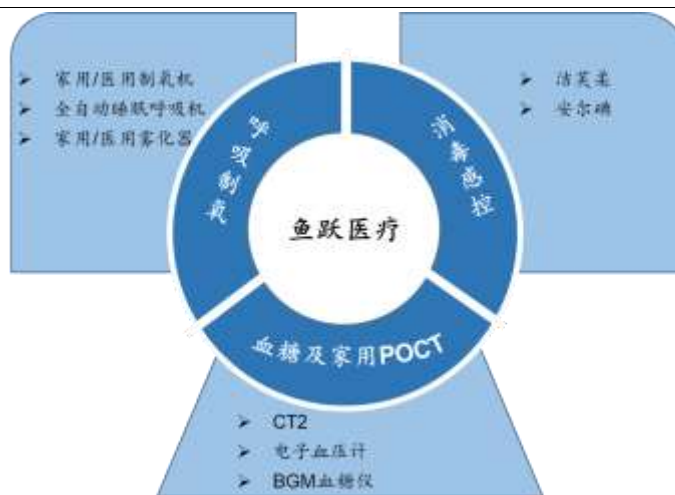 家用/医用制氧机
全自动睡眠呼吸机
家用/医用雾化器
洁芙柔
安尔碘
呼吸制氧
消毒感控
鱼跃医疗
血糖及家用POCT
CT2
电子血压计
BGM血糖仪